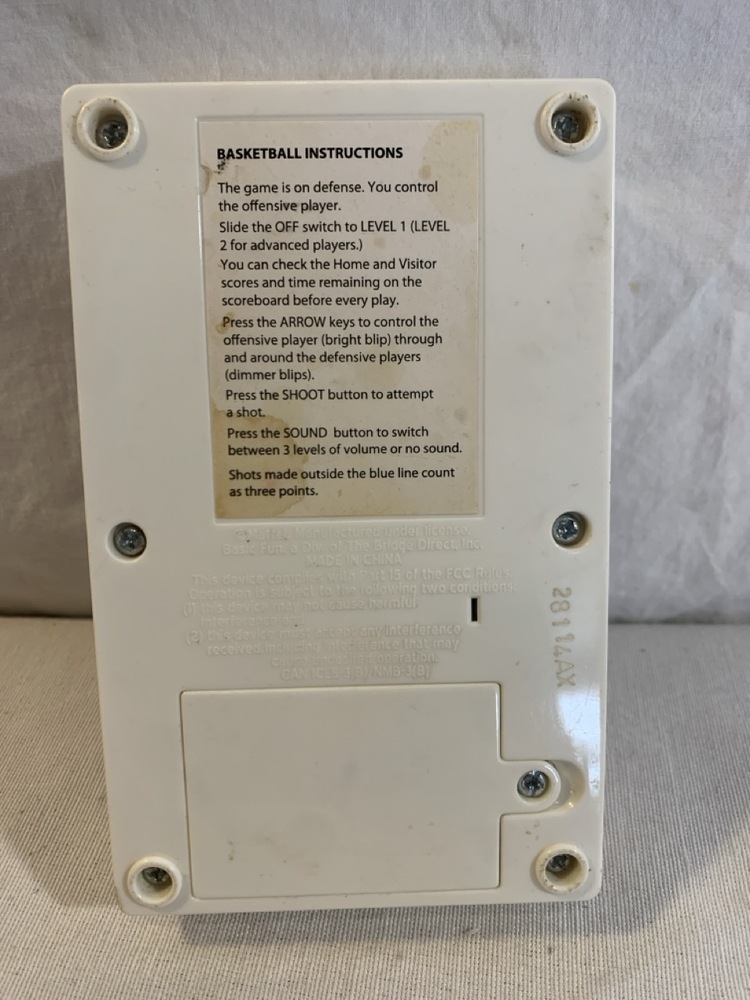 BASKETBALL INSTRUCTIONS
The game is on defense. You control
the offensive player.
Slide the OFF switch to LEVEL 1 (LEVEL
2 for advanced players.)
You can check the Home and Visitor
scores and time remaining on the
scoreboard before every play.
Press the ARROW keys to control the
offensive player (bright blip) through
and around the defensive players
(dimmer blips).
Press the SHOOT button to attempt
a shot.
Press the SOUND button to switch
between 3 levels of volume or no sound.
Shots made outside the blue line count
as three points.
under license.
Basic Fun, of The Bridge Direct, Inc.
MADE IN CHINA
This device complies with Part 15 of the FCC Rules.
Operation is subject to the following two conditions:
(1) This device may not cause harmful
interference
(2) this device must accept any interference
received including interference that may
operation.
CAN ICES-3(B)/NMB-3(B)
28114AX